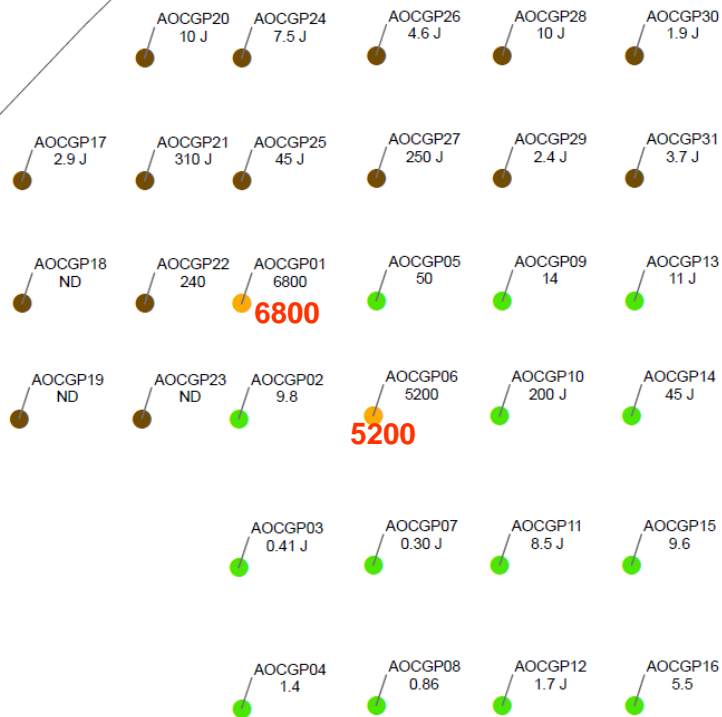 AOCGP20
10 J
AOCGP24
7.5 J
AOCGP26
4.6 J
AOCGP28
10 J
AOCGP30
1.9 J
AOCGP17
2.9 J
AOCGP21
310 J
AOCGP25
45 J
AOCGP27
250 J
AOCGP29
2.4 J
AOCGP31
3.7 J
AOCGP18
ND
AOCGP22
240
AOCGP01
6800
6800
AOCGP05
50
AOCGP09
14
AOCGP13
11 J
AOCGP19
ND
AOCGP23
ND
AOCGP02
9.8
AOCGP06
5200
5200
AOCGP10
200 J
AOCGP14
45 J
AOCGP03
0.41 J
AOCGP07
0.30 J
AOCGP11
8.5 J
AOCGP15
9.6
AOCGP04
1.4
AOCGP08
0.86
AOCGP12
1.7 J
AOCGP16
5.5